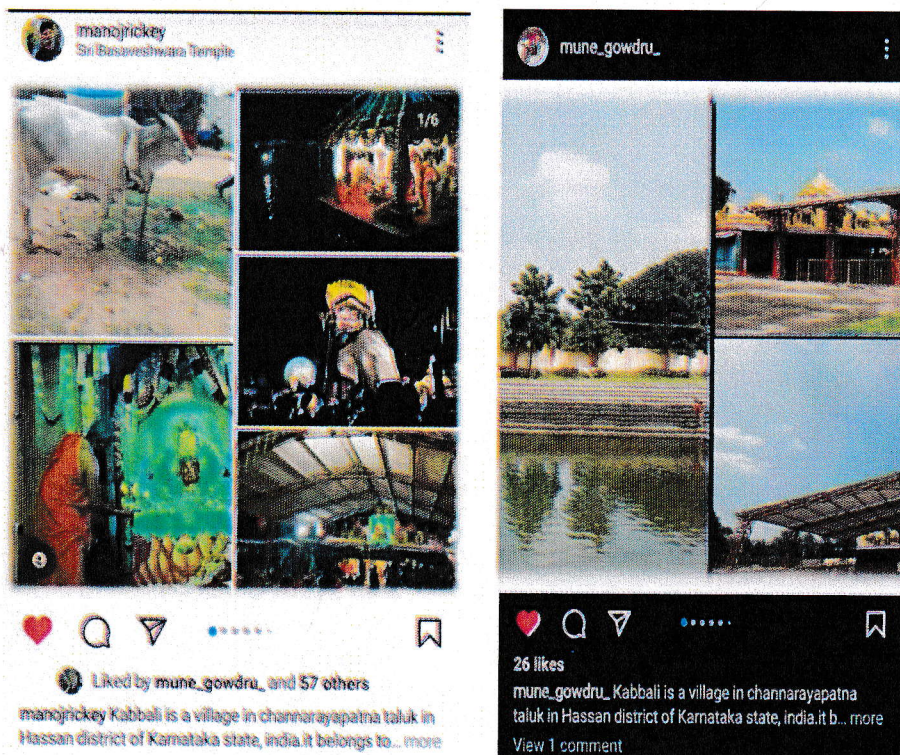 manojrickey
Sri Basaveshwara Temple
1/6
Liked by mune_gowdru_ and 57 others
manojrickey Kabbali is a village in channarayapatna taluk in
Hassan district of Karnataka state, india.it belongs to... more
mune_gowdru_
26 likes
mune_gowdru_ Kabbali is a village in channarayapatna
taluk in Hassan district of Karnataka state, india.it b... more
View 1 comment